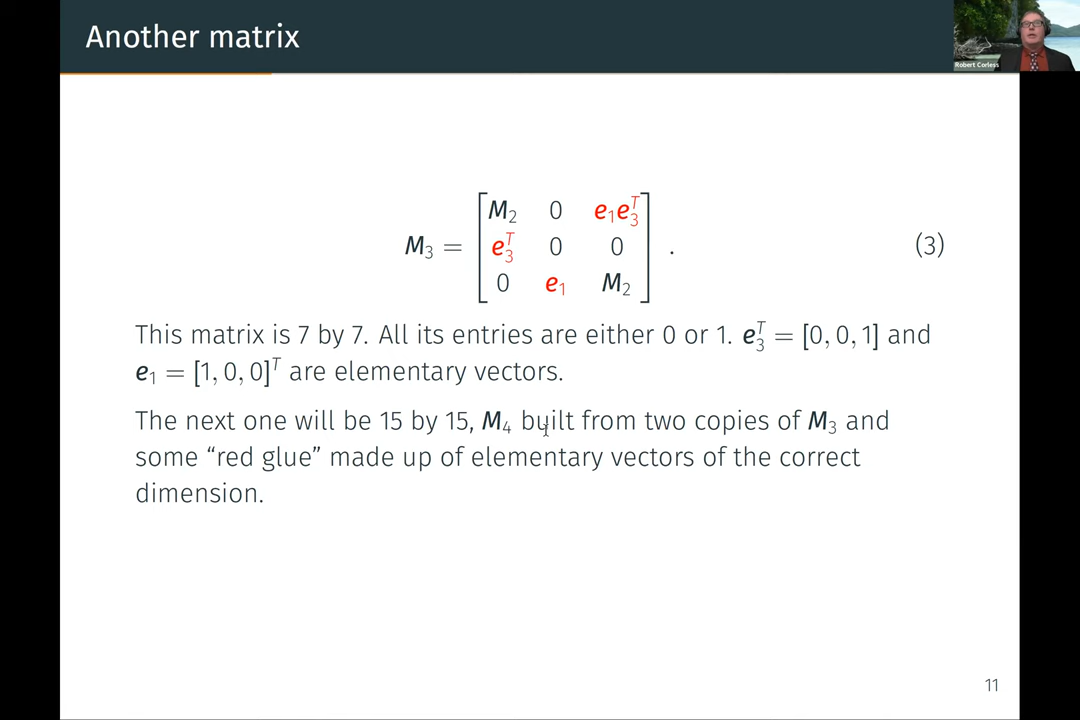 Another matrix
Robert Corless
M₃ = [ M₂ 0 e₁e₃ᵀ
e₃ᵀ 0 0
0 e₁ M₂ ] . (3)
This matrix is 7 by 7. All its entries are either 0 or 1. e₃ᵀ = [0, 0, 1] and
e₁ = [1, 0, 0]ᵀ are elementary vectors.
The next one will be 15 by 15, M₄ built from two copies of M₃ and
some “red glue” made up of elementary vectors of the correct
dimension.
11